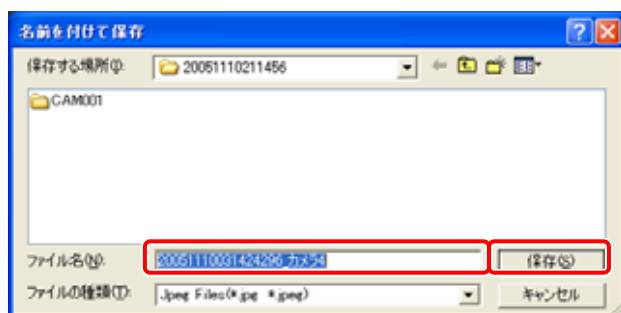 名前を付けて保存
保存する場所(I): 20051110211456
CAM001
ファイル名(N): 20051110031424296 カメラ4 保存(S)
ファイルの種類(T): Jpeg Files(*.jpg *.jpeg) キャンセル